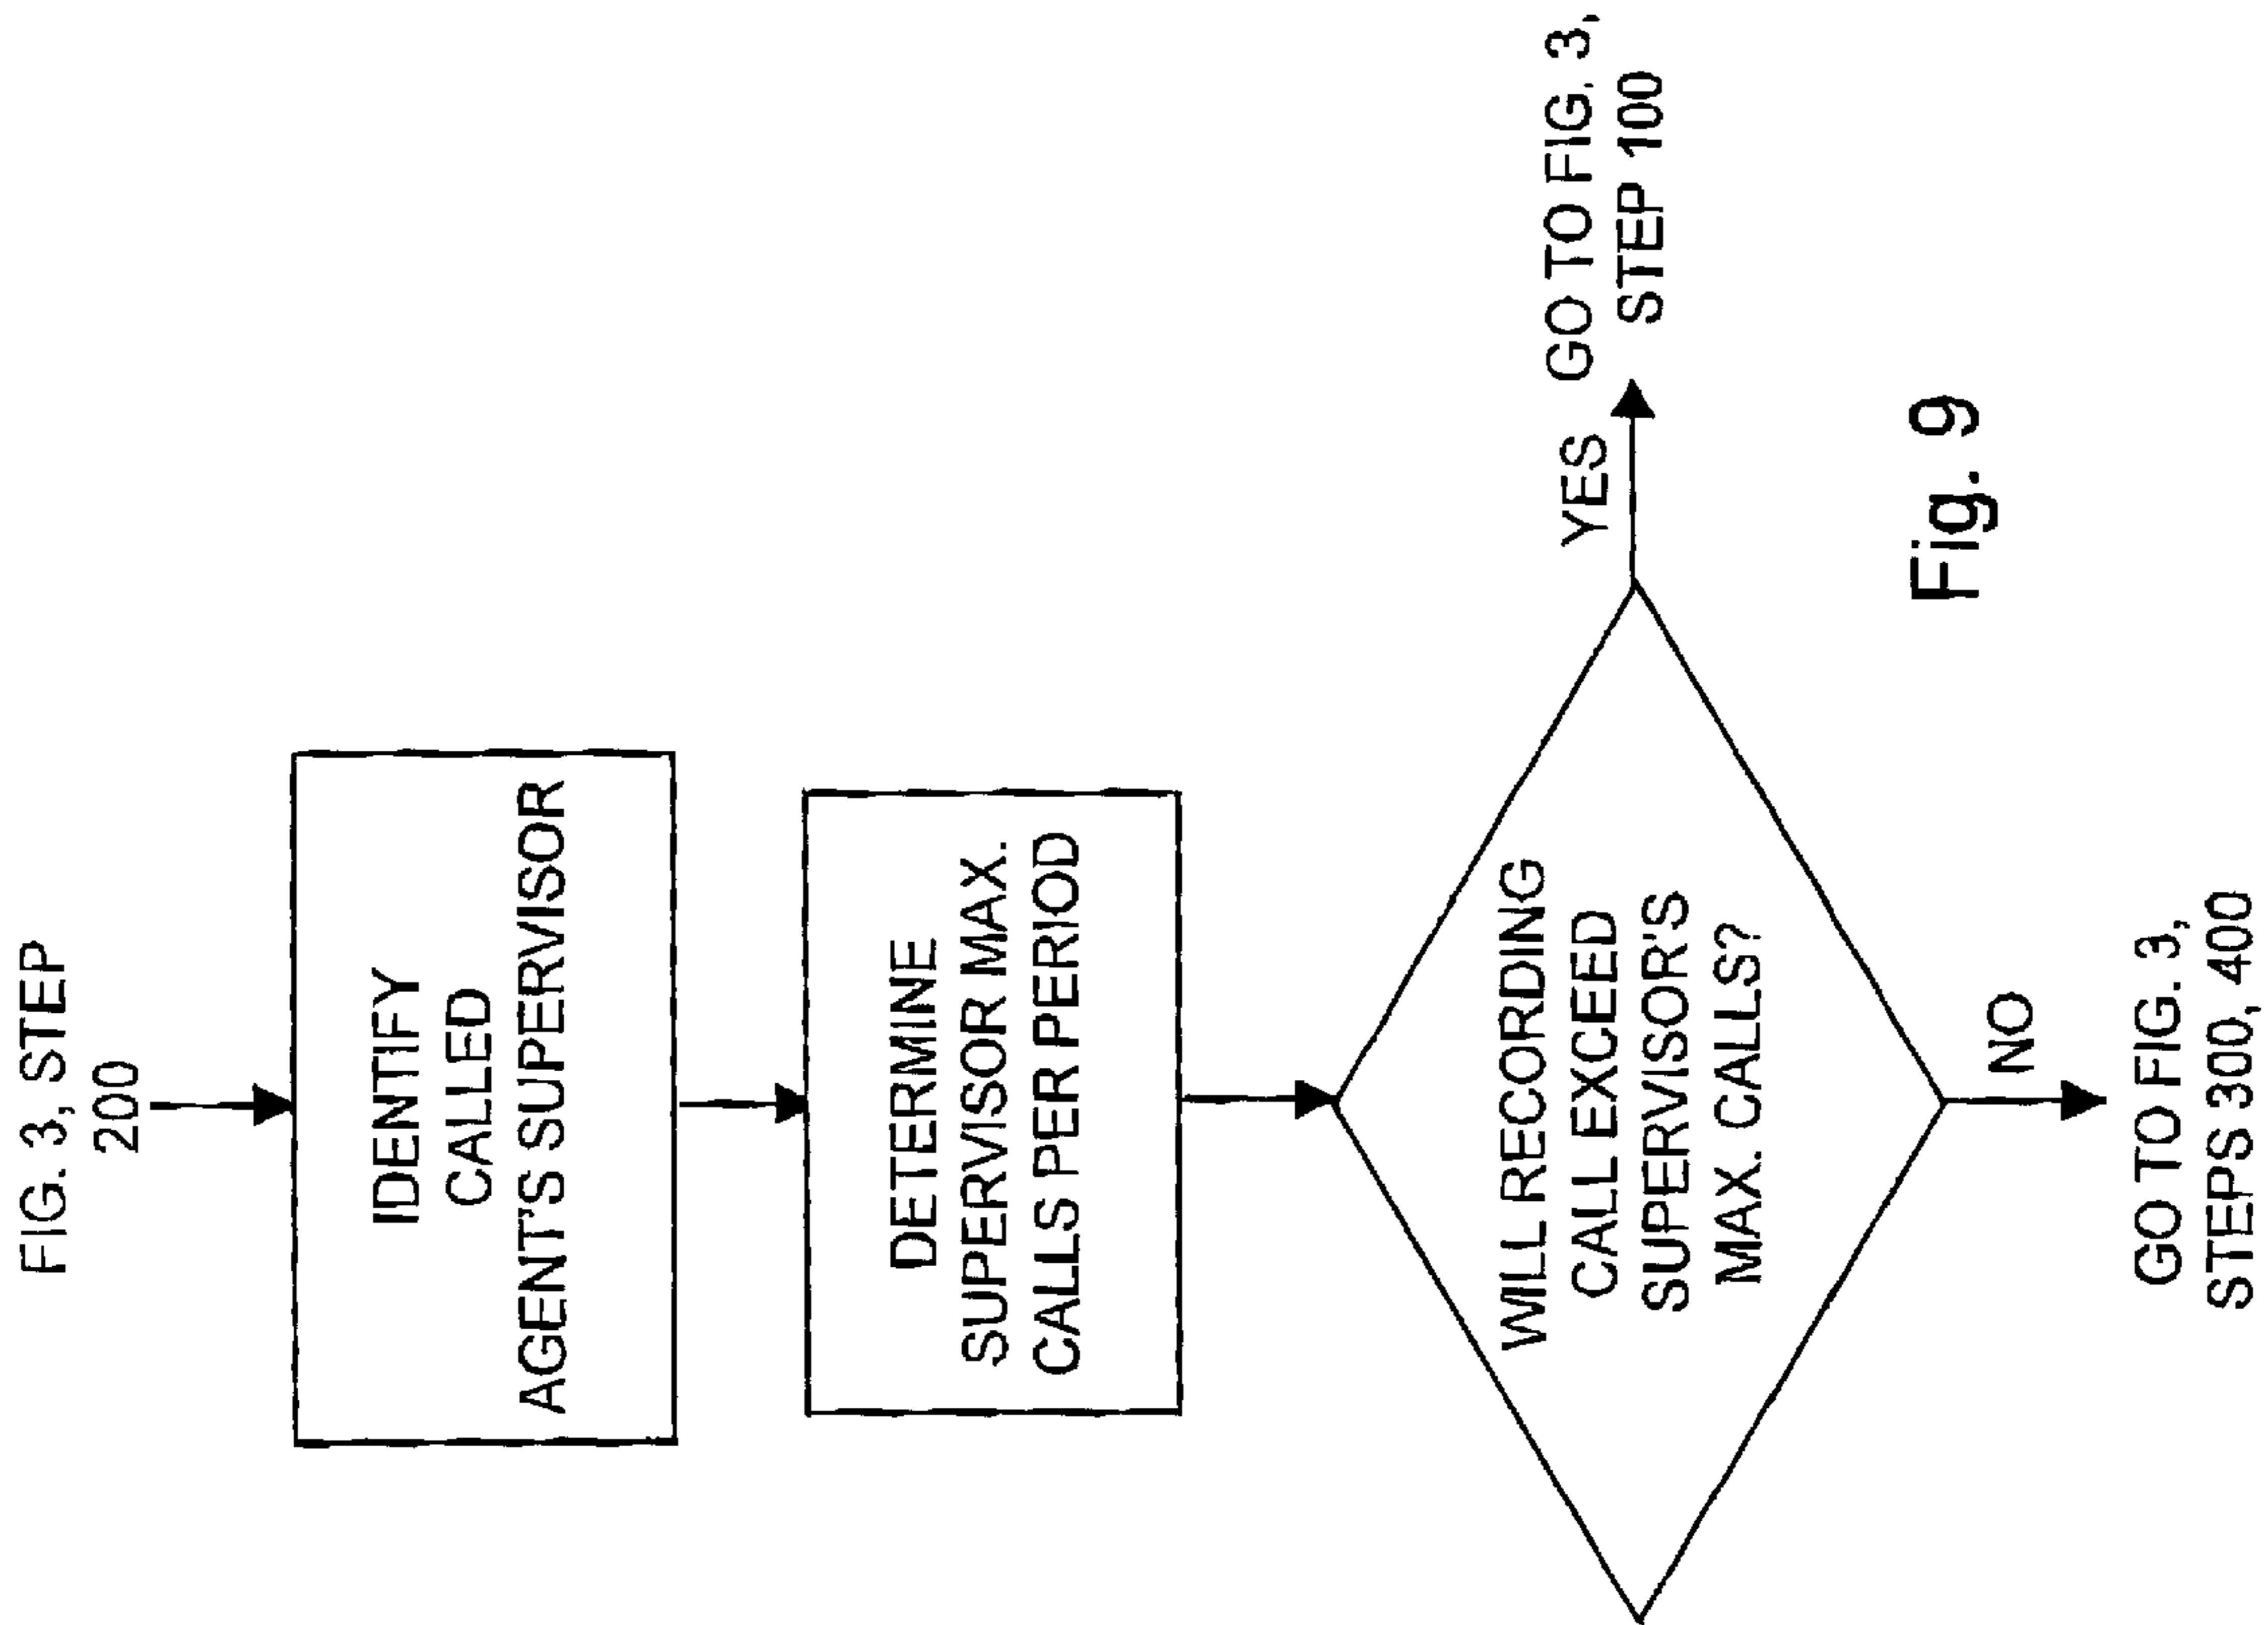 FIG. 3, STEP
200
IDENTIFY
CALLED
AGENT'S SUPERVISOR
DETERMINE
SUPERVISOR MAX.
CALLS PER PERIOD
WILL RECORDING
CALL EXCEED
SUPERVISOR'S
MAX. CALLS?
YES
GO TO FIG. 3,
STEP 100
NO
GO TO FIG. 3,
STEPS 300, 400
Fig. 9